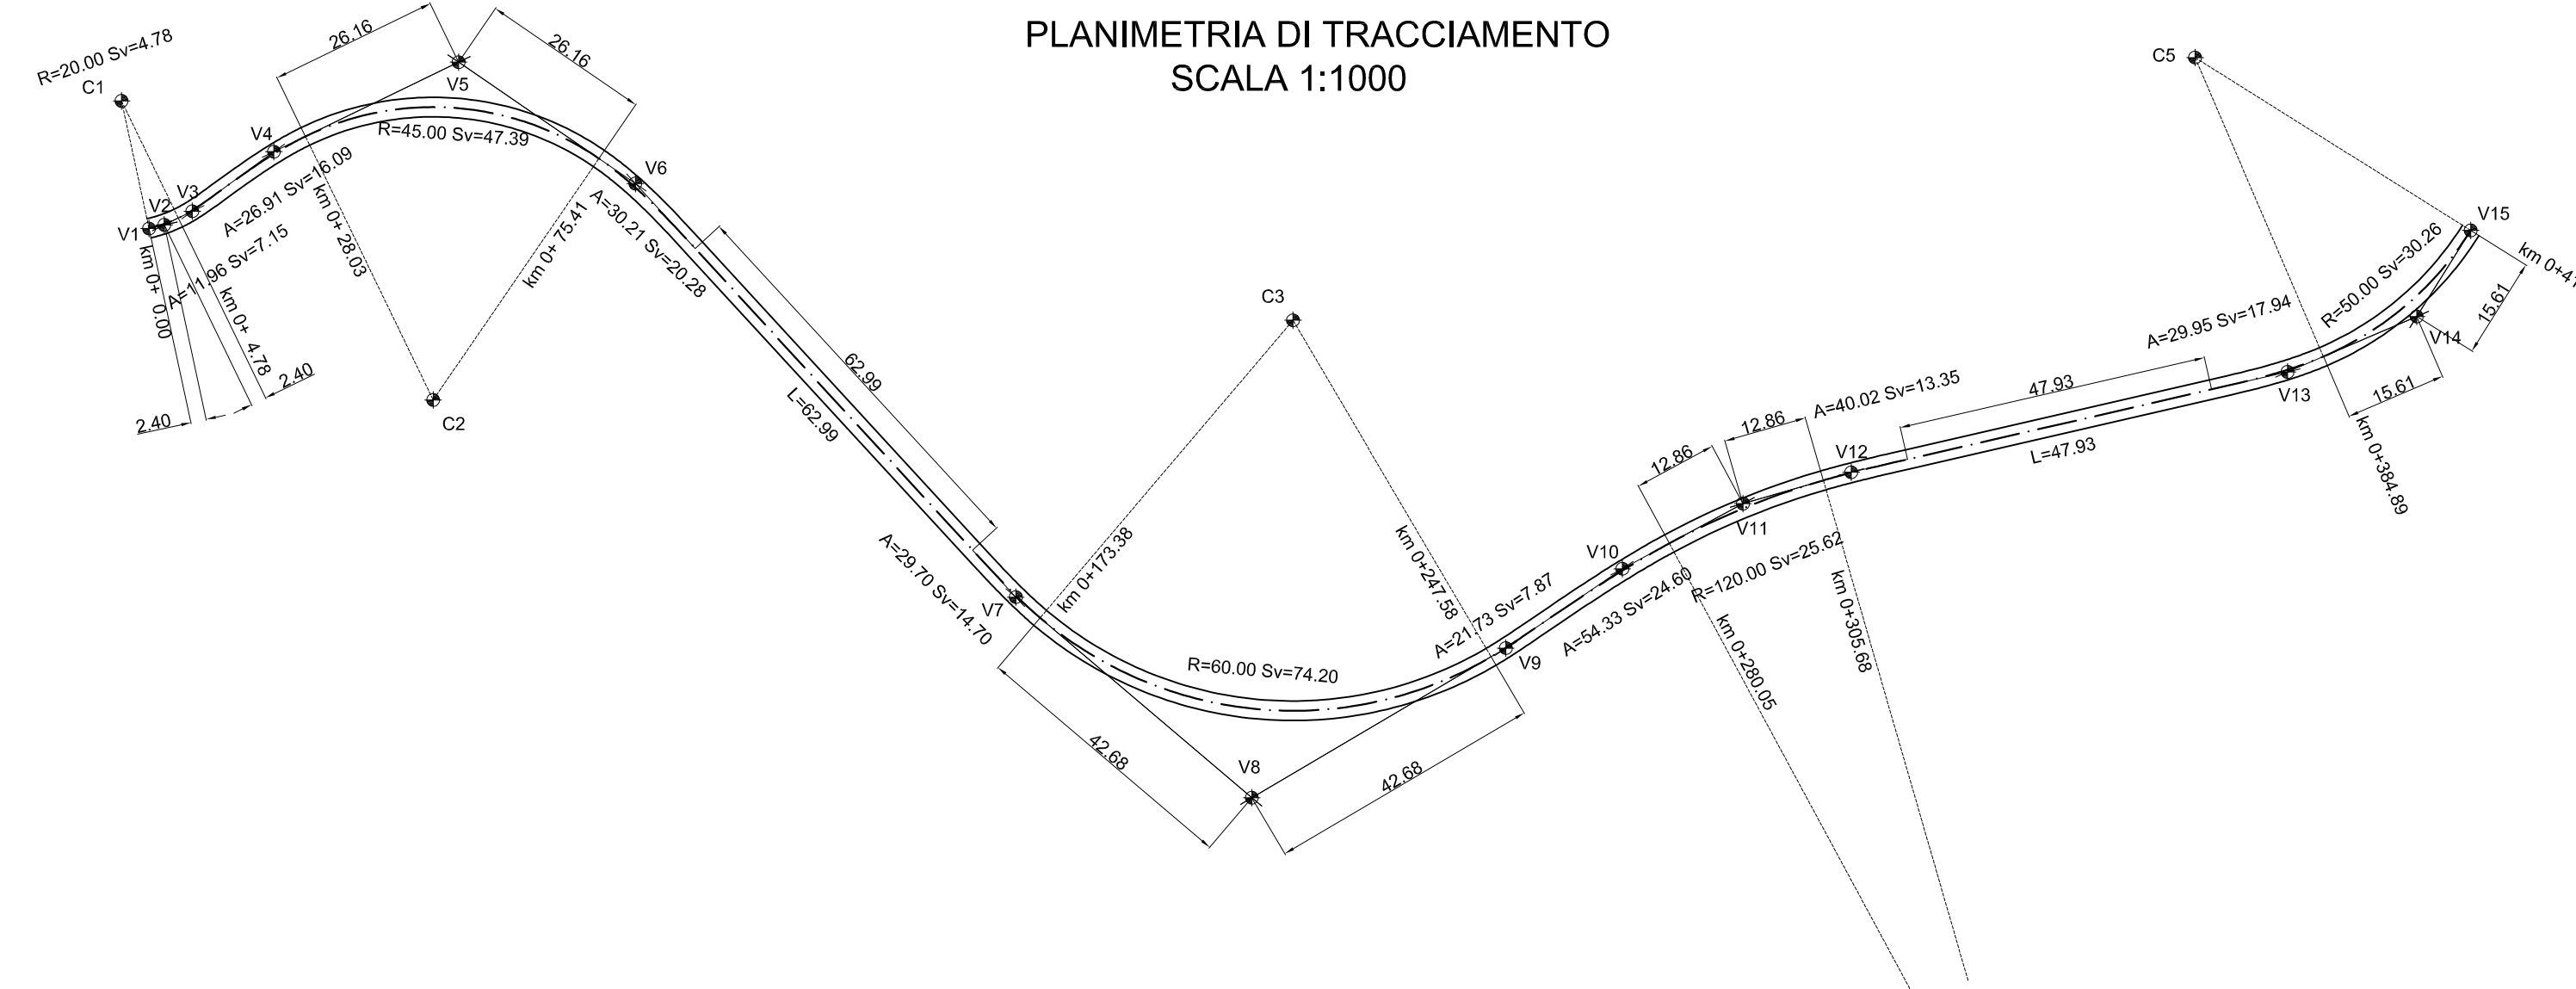 PLANIMETRIA DI TRACCIAMENTO
SCALA 1:1000
R=20.00 Sv=4.78
C1
26.16
26.16
V5
V4
R=45.00 Sv=47.39
V3
V2
V1
V6
A=26.91 Sv=16.09
A=11.96 Sv=7.15
km 0+ 0.00
km 0+ 4.78
2.40
2.40
km 0+ 28.03
km 0+ 75.41
A=30.21 Sv=20.28
C2
62.99
L=62.99
C3
A=29.70 Sv=14.70
V7
km 0+173.38
km 0+247.58
R=60.00 Sv=74.20
42.68
V8
42.68
V9
A=21.73 Sv=7.87
V10
A=54.33 Sv=24.60
12.86
12.86
V11
R=120.00 Sv=25.62
km 0+280.05
km 0+305.68
A=40.02 Sv=13.35
V12
47.93
L=47.93
A=29.95 Sv=17.94
C5
V13
R=50.00 Sv=30.26
V14
V15
15.61
15.61
km 0+384.89